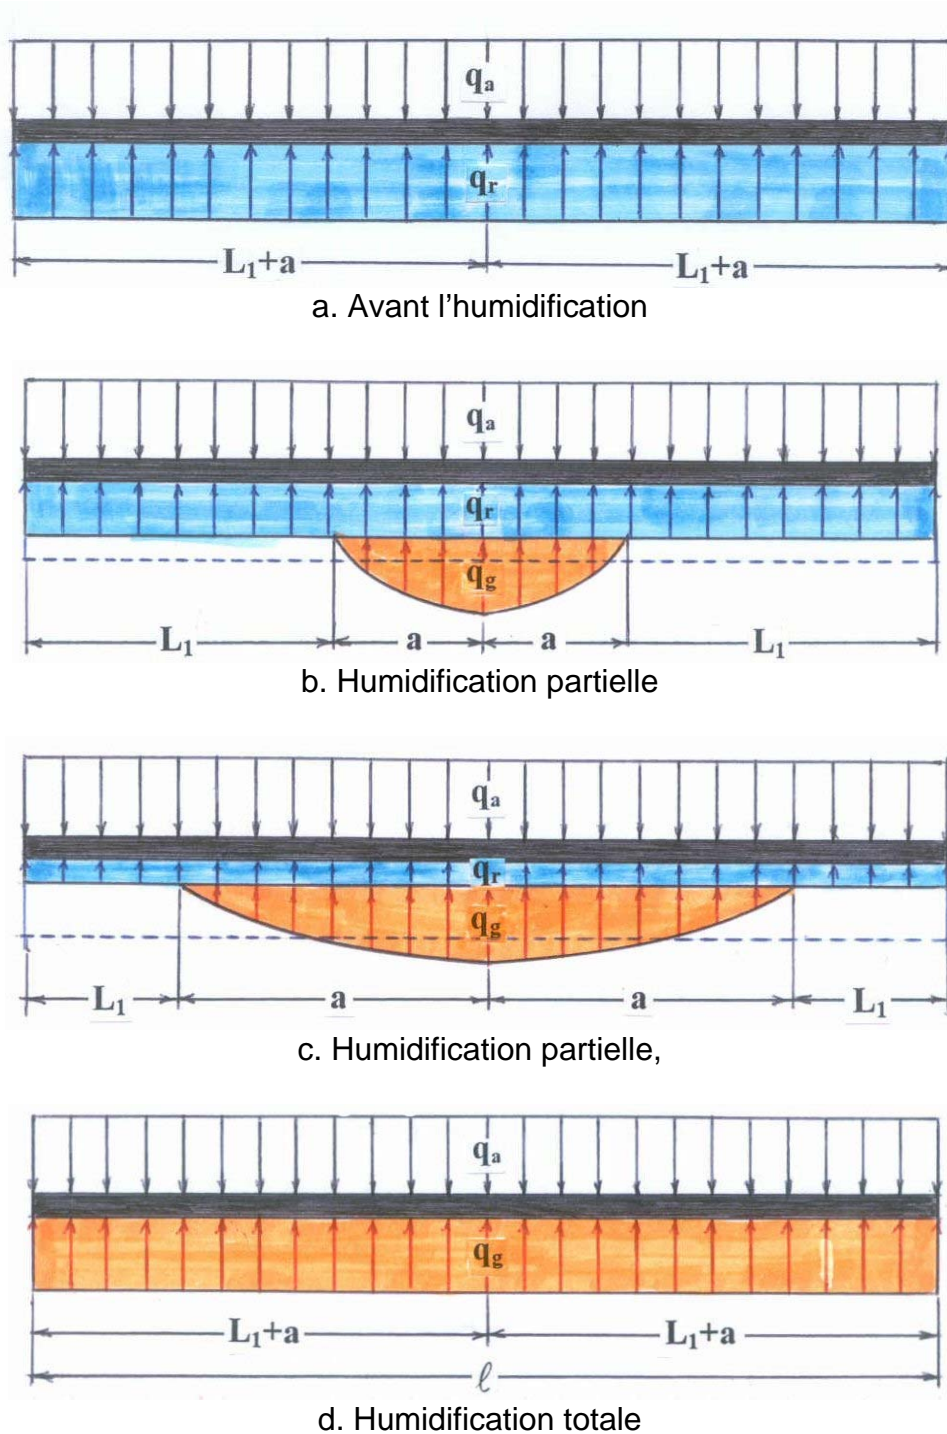 qa
qr
L1+a L1+a
a. Avant l'humidification
qa
qr
qg
L1 a a L1
b. Humidification partielle
qa
qr
qg
L1 a a L1
c. Humidification partielle,
qa
qg
L1+a L1+a
ℓ
d. Humidification totale